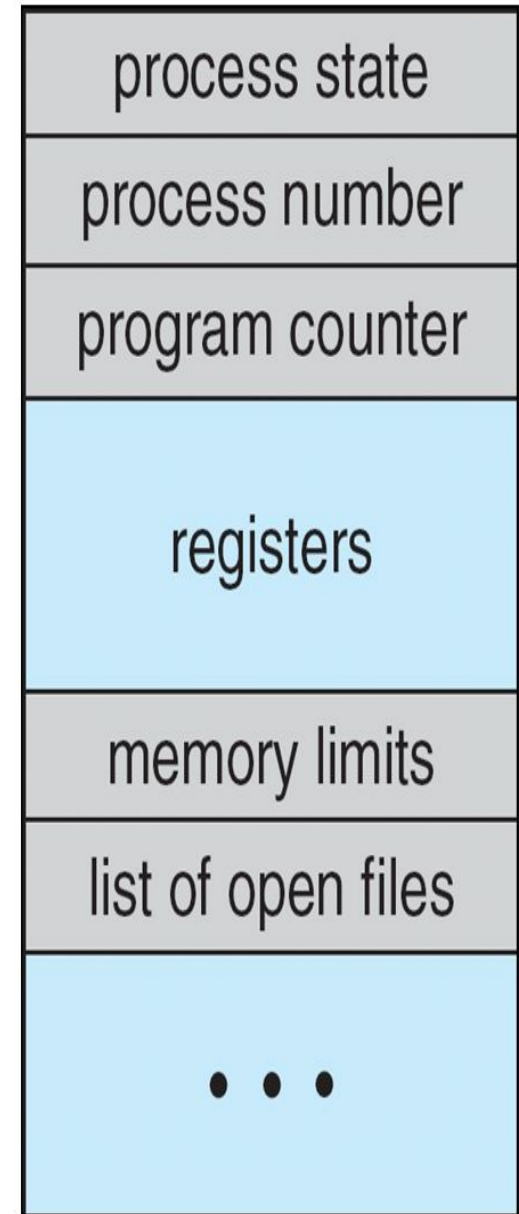 process state
process number
program counter
registers
memory limits
list of open files
• • •